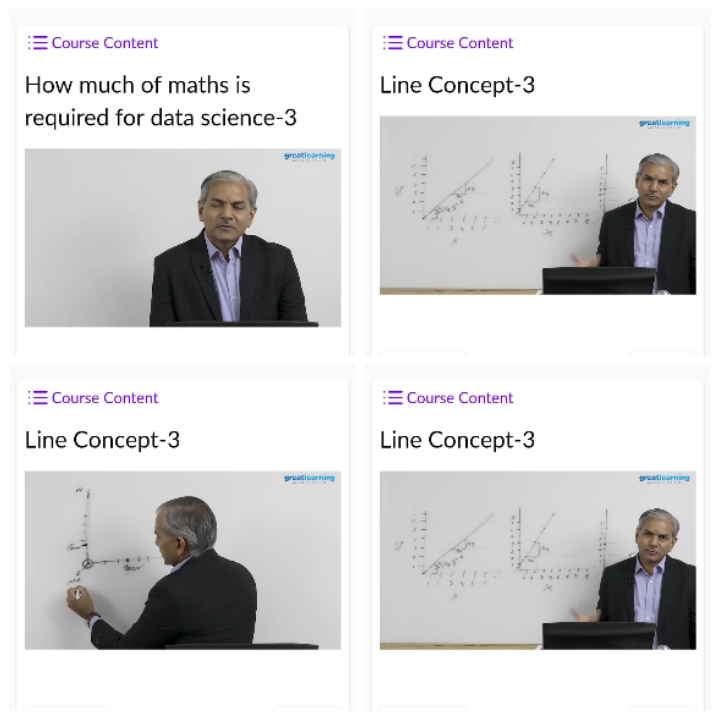 Course Content
How much of maths is
required for data science-3
greatlearning
Course Content
Line Concept-3
greatlearning
Course Content
Line Concept-3
greatlearning
Course Content
Line Concept-3
greatlearning